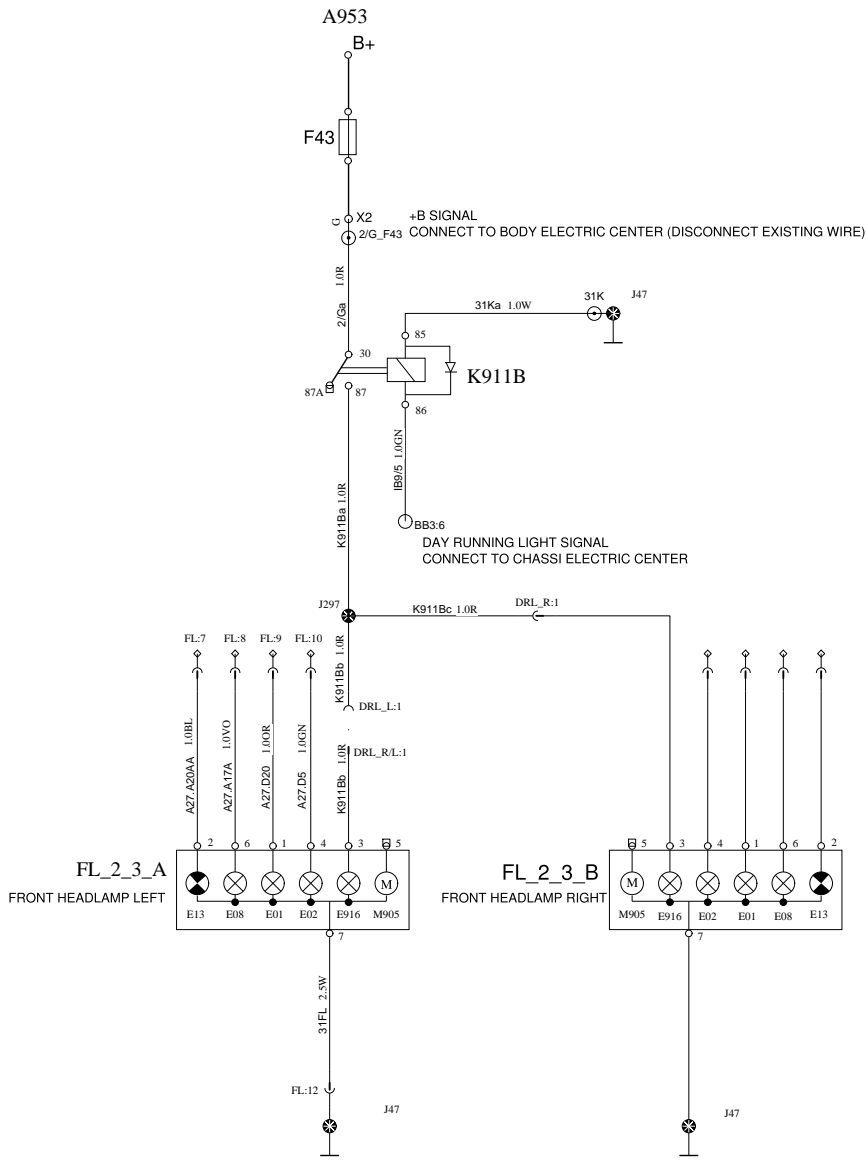 A953
B+
F43
G
X2
+B SIGNAL
2/G_F43
CONNECT TO BODY ELECTRIC CENTER (DISCONNECT EXISTING WIRE)
2/Ga 1.0R
31Ka 1.0W
31K
J47
85
30
K911B
87A
87
86
IB9/5 1.0GN
K911Ba 1.0R
BB3:6
DAY RUNNING LIGHT SIGNAL
CONNECT TO CHASSI ELECTRIC CENTER
J297
K911Bc 1.0R
DRL_R:1
FL:7
FL:8
FL:9
FL:10
K911Bb 1.0R
DRL_L:1
DRL_R/L:1
A27.A20AA 1.0BL
A27.A17A 1.0VO
A27.D20 1.0OR
A27.D5 1.0GN
K911Bb 1.0R
2
6
1
4
3
5
5
3
4
1
6
2
FL_2_3_A
FRONT HEADLAMP LEFT
M
E13
E08
E01
E02
E916
M905
7
FL_2_3_B
FRONT HEADLAMP RIGHT
M
M905
E916
E02
E01
E08
E13
7
31FL 2.5W
FL:12
J47
J47